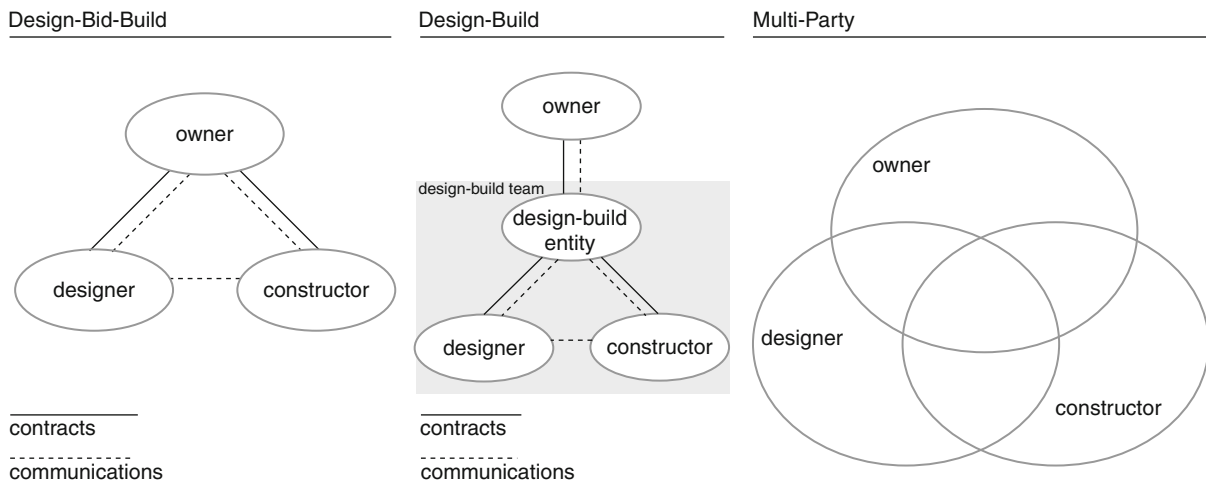 Design-Bid-Build
owner
designer
constructor
contracts
communications
Design-Build
owner
design-build team
design-build
entity
designer
constructor
contracts
communications
Multi-Party
owner
designer
constructor